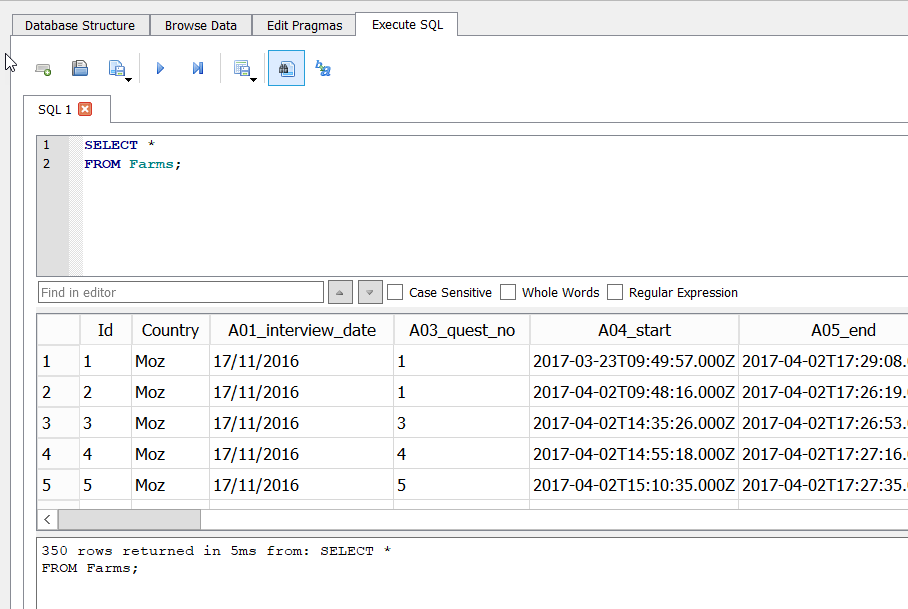 Database Structure Browse Data Edit Pragmas Execute SQL
SQL 1
1 SELECT *
2 FROM Farms;
Find in editor Case Sensitive Whole Words Regular Expression
Id Country A01_interview_date A03_quest_no A04_start A05_end
1 1 Moz 17/11/2016 1 2017-03-23T09:49:57.000Z 2017-04-02T17:29:08.
2 2 Moz 17/11/2016 1 2017-04-02T09:48:16.000Z 2017-04-02T17:26:19.
3 3 Moz 17/11/2016 3 2017-04-02T14:35:26.000Z 2017-04-02T17:26:53.
4 4 Moz 17/11/2016 4 2017-04-02T14:55:18.000Z 2017-04-02T17:27:16.
5 5 Moz 17/11/2016 5 2017-04-02T15:10:35.000Z 2017-04-02T17:27:35.
350 rows returned in 5ms from: SELECT *
FROM Farms;